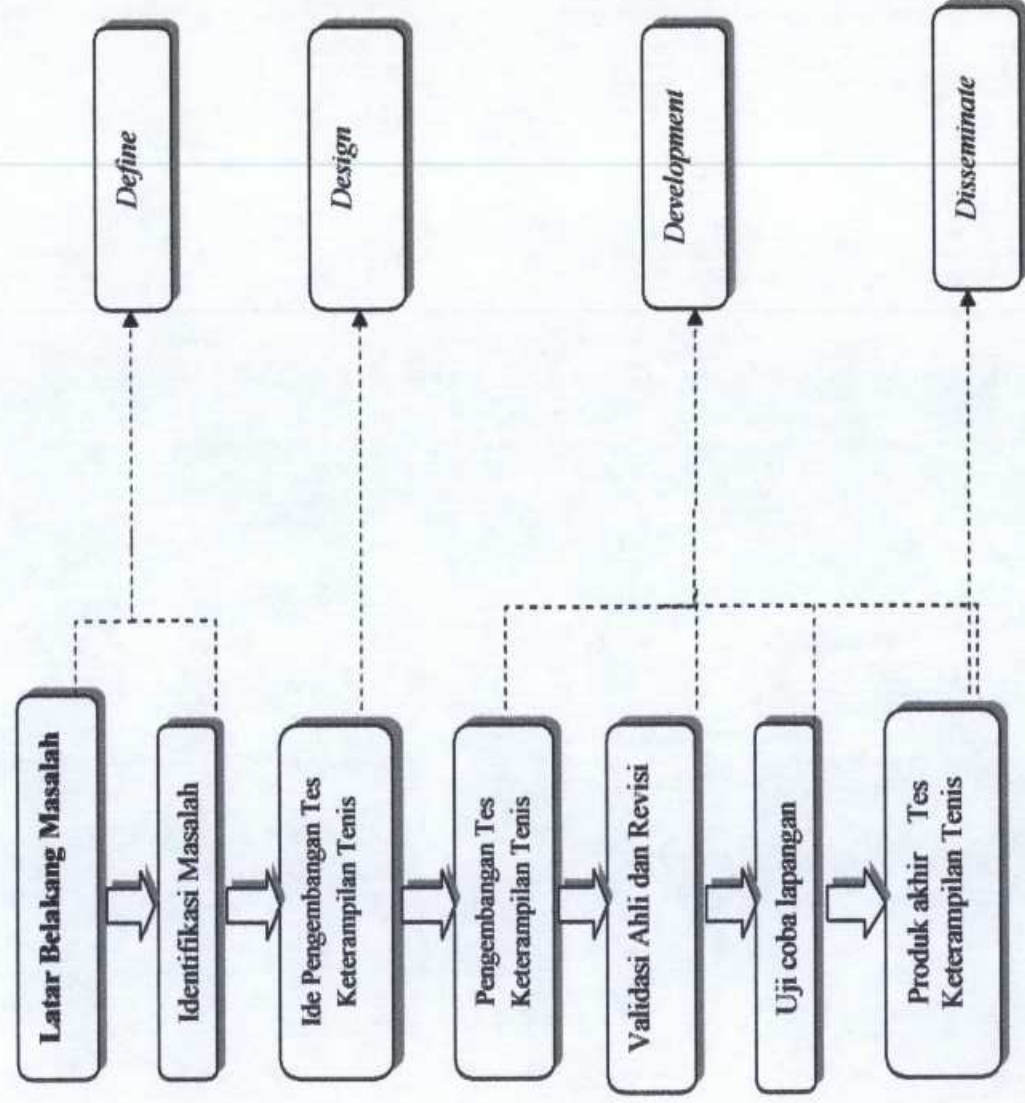 Latar Belakang Masalah
Identifikasi Masalah
Ide Pengembangan Tes
Keterampilan Tenis
Pengembangan Tes
Keterampilan Tenis
Validasi Ahli dan Revisi
Uji coba lapangan
Produk akhir Tes
Keterampilan Tenis
Define
Design
Development
Disseminate